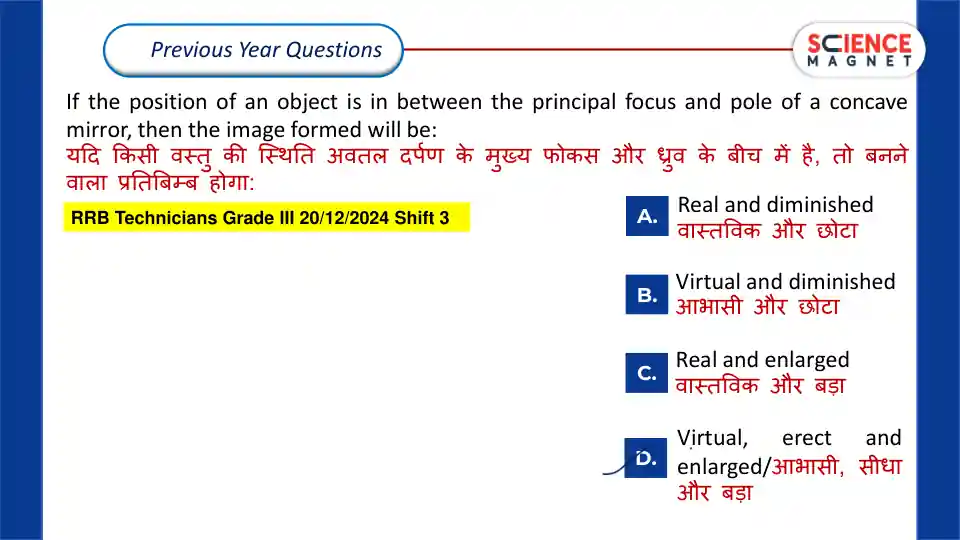 Previous Year Questions
SCIENCE
MAGNET
If the position of an object is in between the principal focus and pole of a concave
mirror, then the image formed will be:
यदि किसी वस्तु की स्थिति अवतल दर्पण के मुख्य फोकस और ध्रुव के बीच में है, तो बनने
वाला प्रतिबिम्ब होगा:
RRB Technicians Grade III 20/12/2024 Shift 3
A.
Real and diminished
वास्तविक और छोटा
B.
Virtual and diminished
आभासी और छोटा
C.
Real and enlarged
वास्तविक और बड़ा
D.
Virtual, erect and
enlarged/आभासी, सीधा
और बड़ा